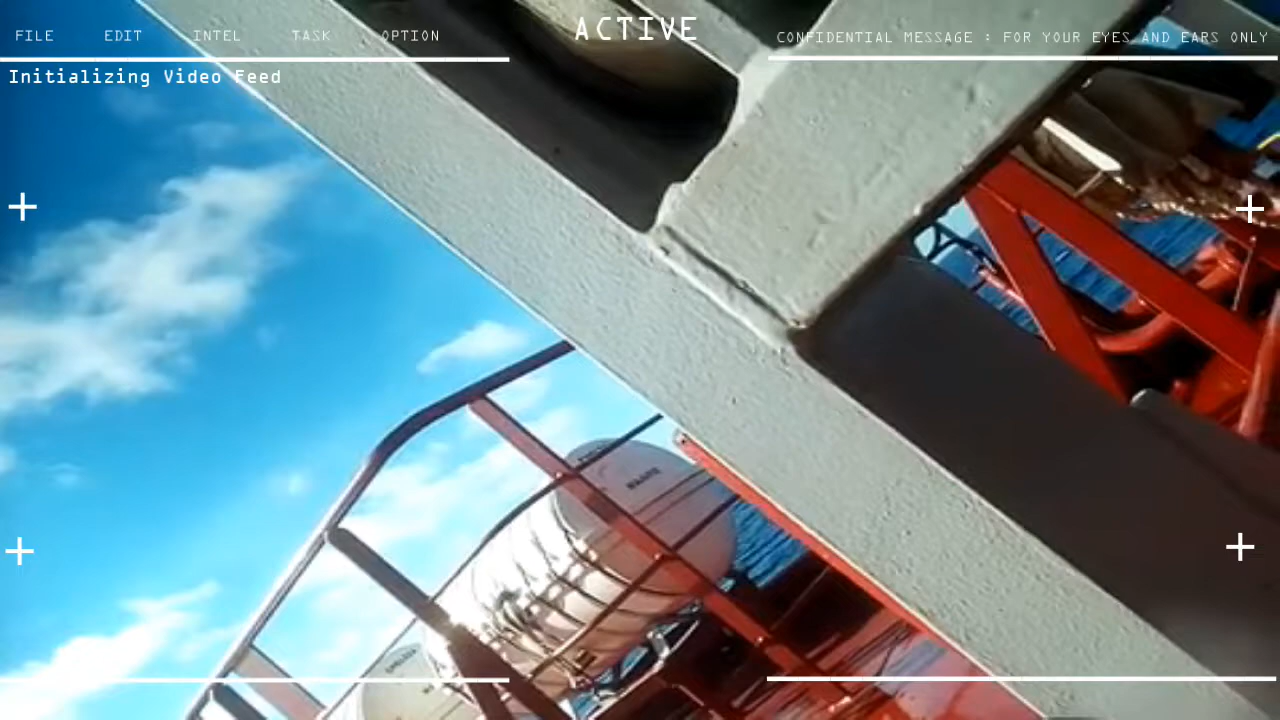 FILE EDIT INTEL TASK OPTION
ACTIVE
CONFIDENTIAL MESSAGE : FOR YOUR EYES AND EARS ONLY
Initializing Video Feed